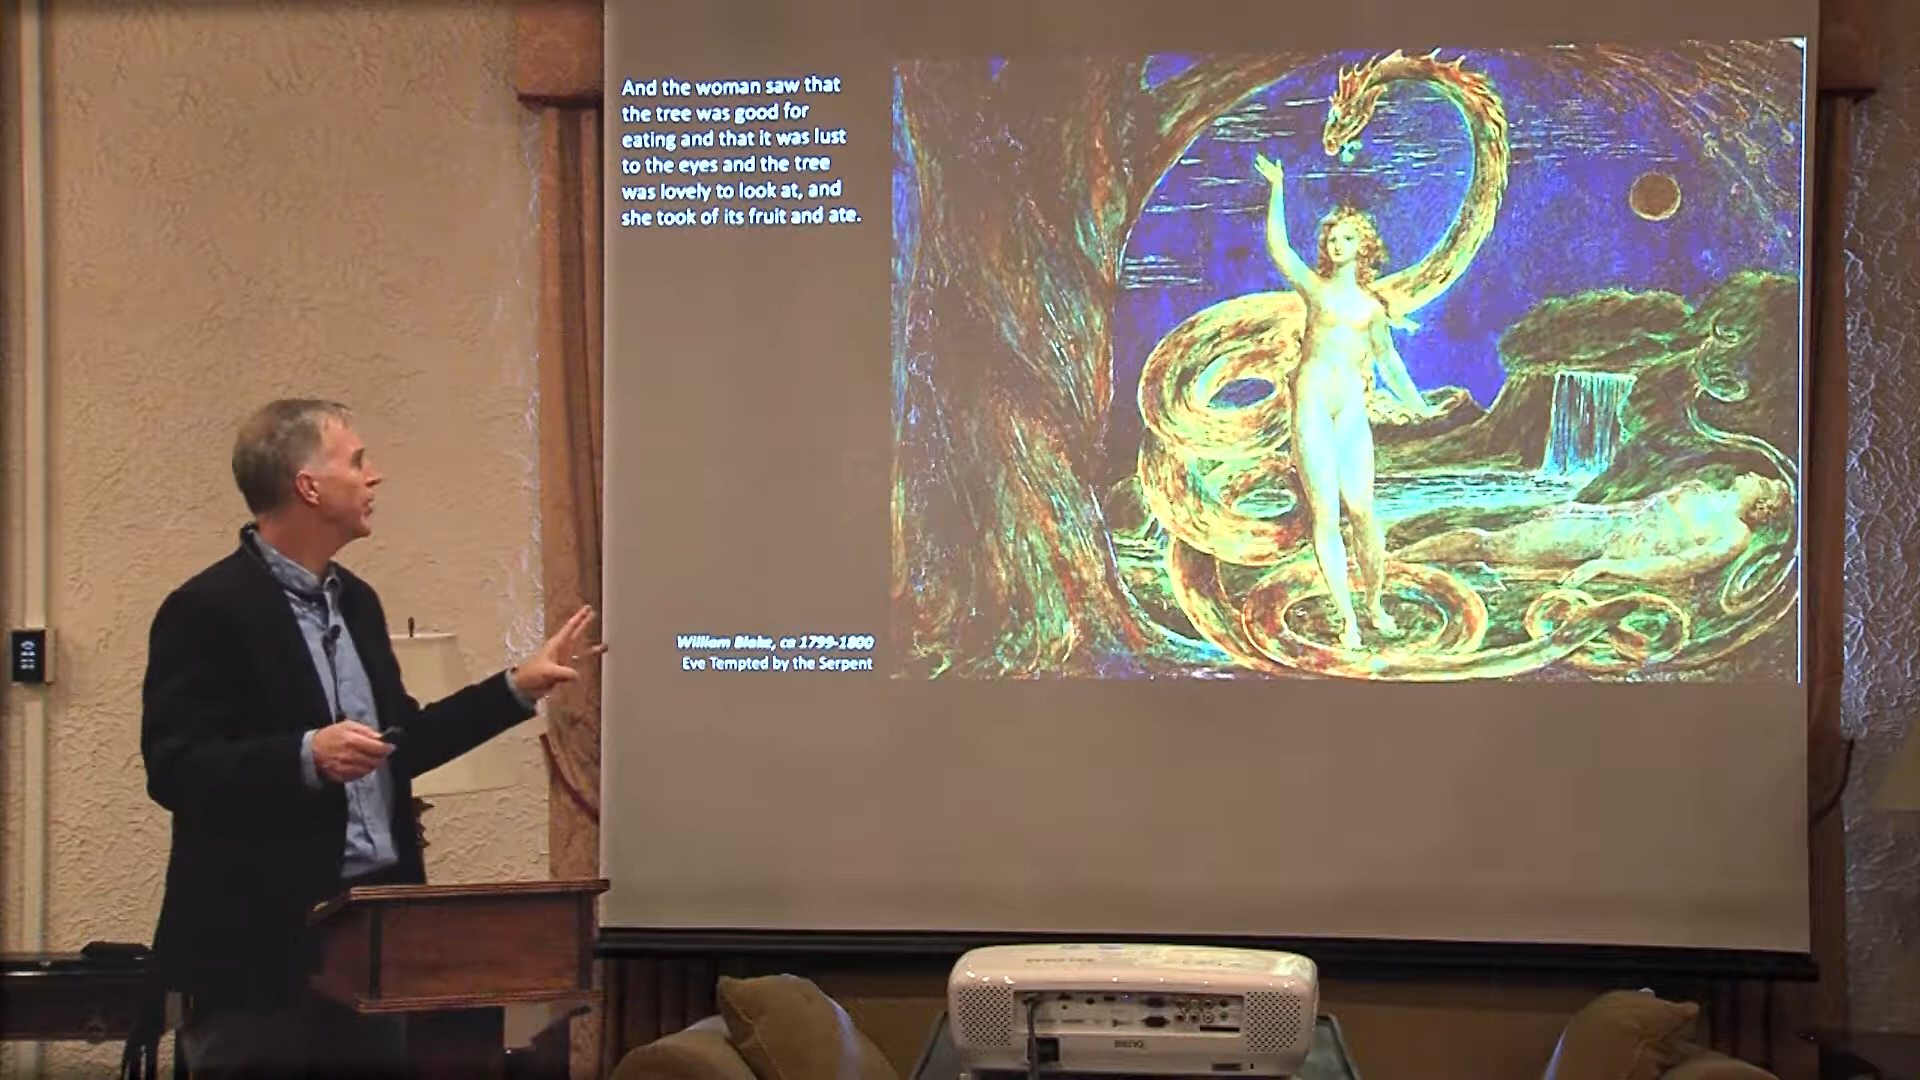 And the woman saw that
the tree was good for
eating and that it was lust
to the eyes and the tree
was lovely to look at, and
she took of its fruit and ate.
William Blake, ca 1799-1800
Eve Tempted by the Serpent
BENQ